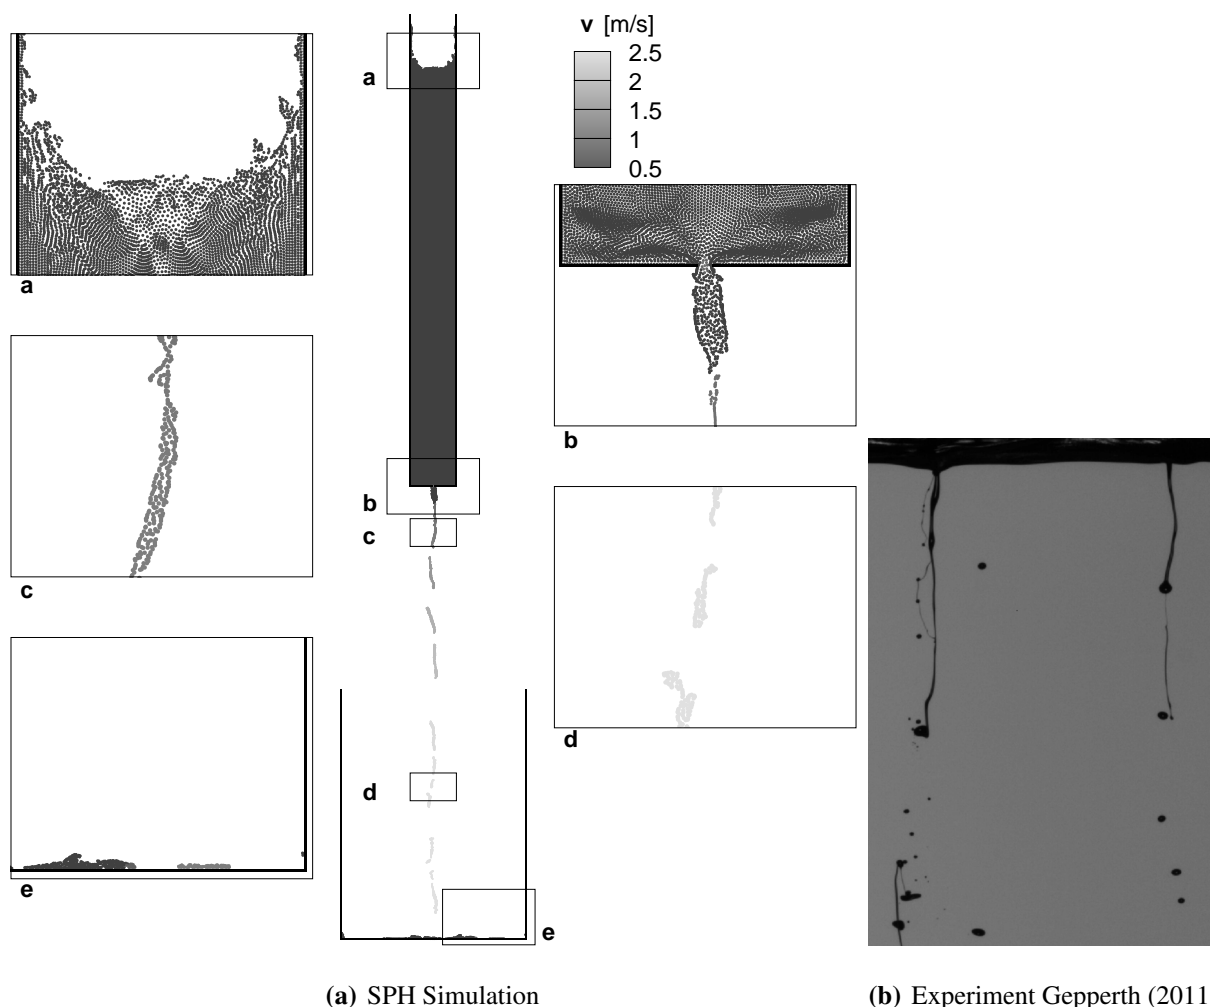 v [m/s]
2.5
2
1.5
1
0.5
a
a
b
b
c
c
d
d
e
e
(a) SPH Simulation
(b) Experiment Gepperth (2011